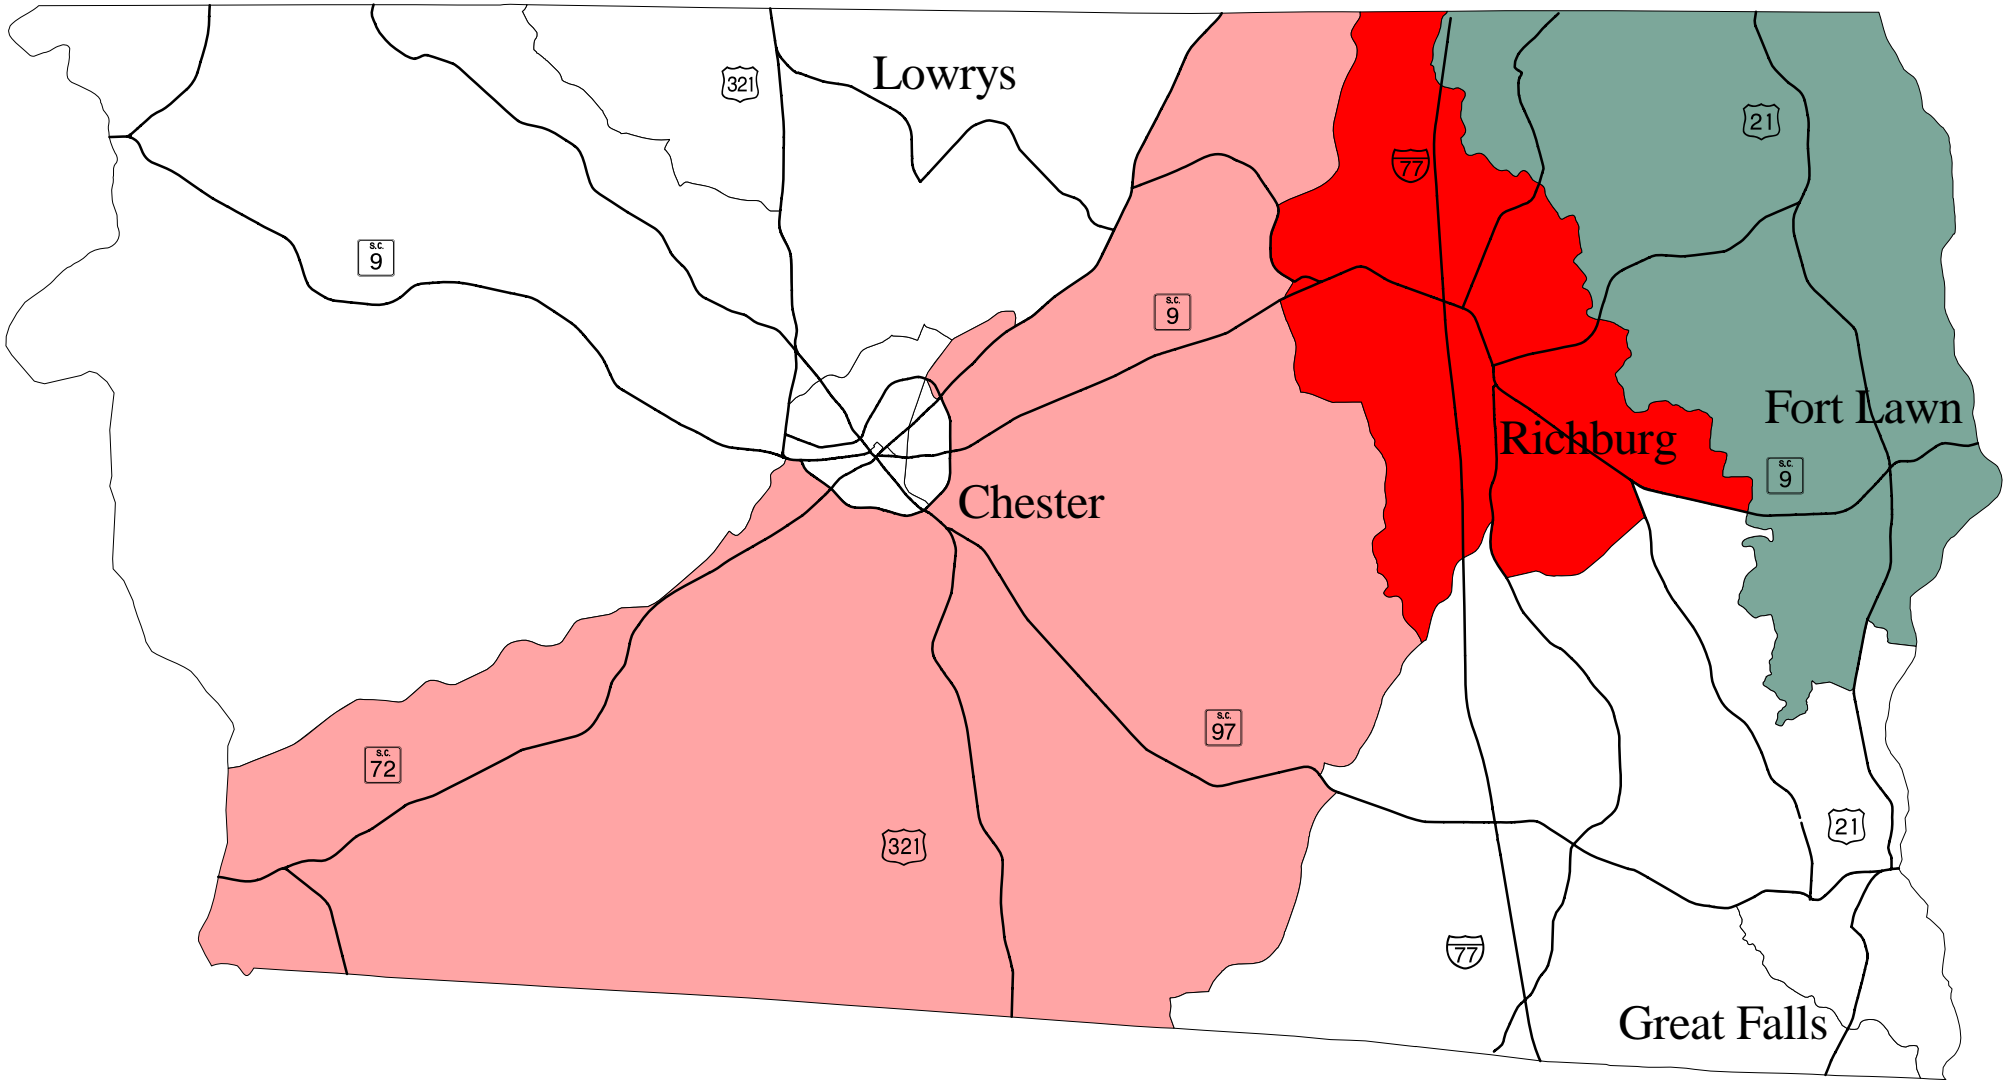 Lowrys
321
21
77
S.C.
9
S.C.
9
Fort Lawn
Richburg
S.C.
9
Chester
S.C.
97
S.C.
72
321
21
77
Great Falls